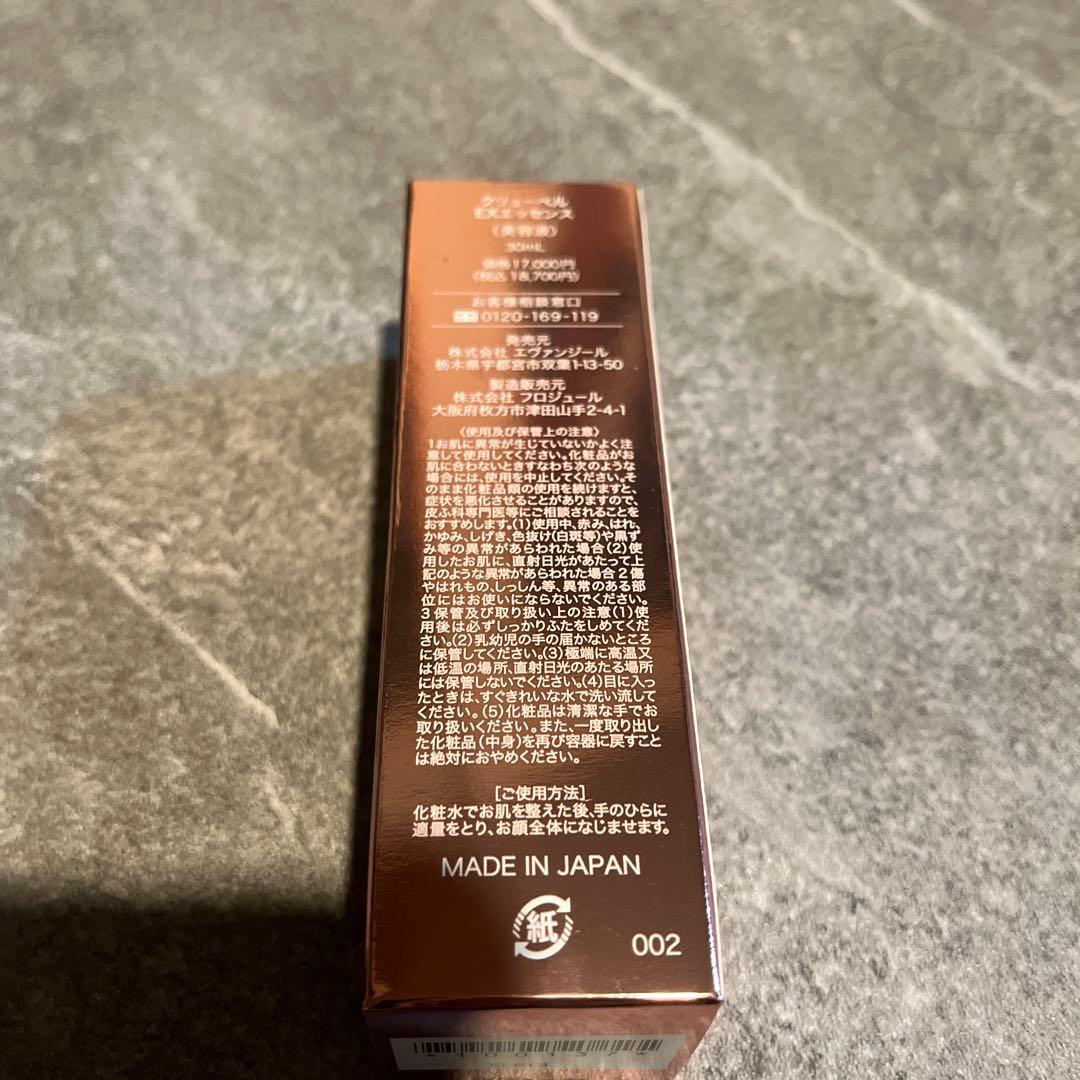 クリューベル
EXエッセンス
(美容液)
30mL
価格17,000円
(税込 18,700円)
お客様相談窓口
0120-169-119
発売元
株式会社 エヴァンジール
栃木県宇都宮市双葉1-13-50
製造販売元
株式会社 フロジュール
大阪府枚方市津田山手2-4-1
〈使用及び保管上の注意〉
1お肌に異常が生じていないかよく注
意して使用してください。化粧品がお
肌に合わないときすなわち次のような
場合には、使用を中止してください。そ
のまま化粧品類の使用を続けますと、
症状を悪化させることがありますので、
皮ふ科専門医等にご相談されることを
おすすめします。(1)使用中、赤み、はれ、
かゆみ、しげき、色抜け(白斑等)や黒ず
み等の異常があらわれた場合(2)使
用したお肌に、直射日光があたって上
記のような異常があらわれた場合 2 傷
やはれもの、しっしん等、異常のある部
位にはお使いにならないでください。
3 保管及び取り扱い上の注意(1)使
用後は必ずしっかりふたをしめてくだ
さい。(2)乳幼児の手の届かないところ
に保管してください。(3)極端に高温又
は低温の場所、直射日光のあたる場所
には保管しないでください。(4)目に入っ
たときは、すぐきれいな水で洗い流して
ください。(5)化粧品は清潔な手でお
取り扱いください。また、一度取り出し
た化粧品(中身)を再び容器に戻すこと
は絶対におやめください。
[ご使用方法]
化粧水でお肌を整えた後、手のひらに
適量をとり、お顔全体になじませます。
MADE IN JAPAN
紙
002